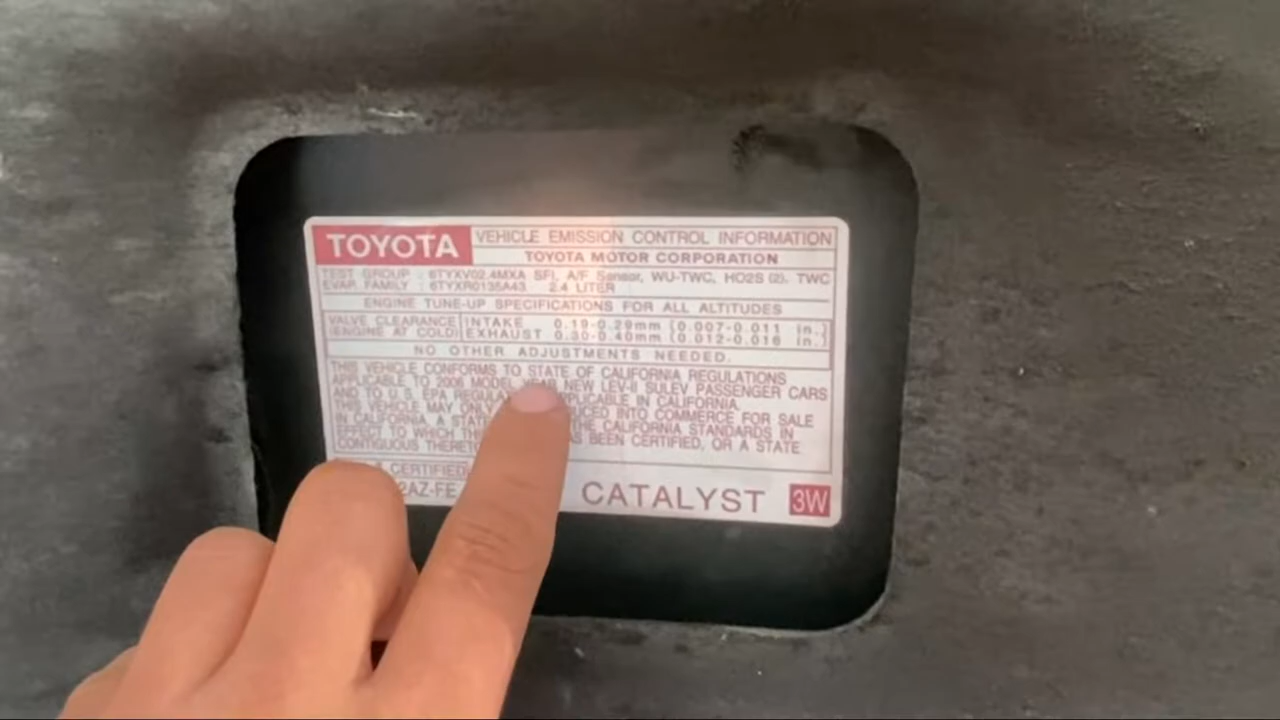 TOYOTA
VEHICLE EMISSION CONTROL INFORMATION
TOYOTA MOTOR CORPORATION
TEST GROUP : 6TYXV02.4MXA SFI, A/F Sensor, WU-TWC, HO2S (2), TWC
EVAP. FAMILY : 6TYXR0135A43 2.4 LITER
ENGINE TUNE-UP SPECIFICATIONS FOR ALL ALTITUDES
VALVE CLEARANCE INTAKE 0.19-0.29mm (0.007-0.011 in.)
(ENGINE AT COLD) EXHAUST 0.30-0.40mm (0.012-0.016 in.)
NO OTHER ADJUSTMENTS NEEDED.
THIS VEHICLE CONFORMS TO STATE OF CALIFORNIA REGULATIONS
APPLICABLE TO 2006 MODEL YEAR NEW LEV-II SULEV PASSENGER CARS
AND TO U.S. EPA APPLICABLE IN CALIFORNIA.
THIS VEHICLE MAY ONLY INTO COMMERCE FOR SALE
IN CALIFORNIA, A STATE THE CALIFORNIA STANDARDS IN
EFFECT TO WHICH BEEN CERTIFIED, OR A STATE
CONTIGUOUS
CERTIFIED
2AZ-FE CATALYST 3W